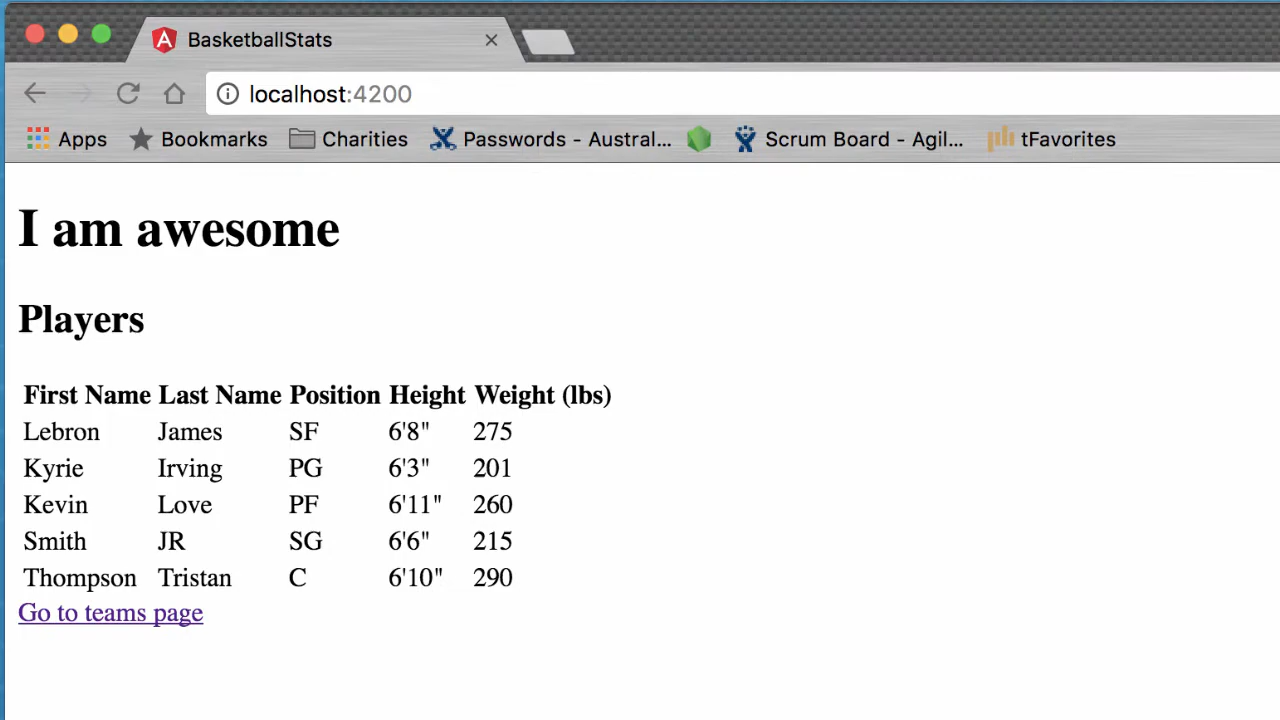 BasketballStats
localhost:4200
Apps Bookmarks Charities Passwords - Austral... Scrum Board - Agil... tFavorites
I am awesome
Players
First Name Last Name Position Height Weight (lbs)
Lebron James SF 6'8" 275
Kyrie Irving PG 6'3" 201
Kevin Love PF 6'11" 260
Smith JR SG 6'6" 215
Thompson Tristan C 6'10" 290
Go to teams page